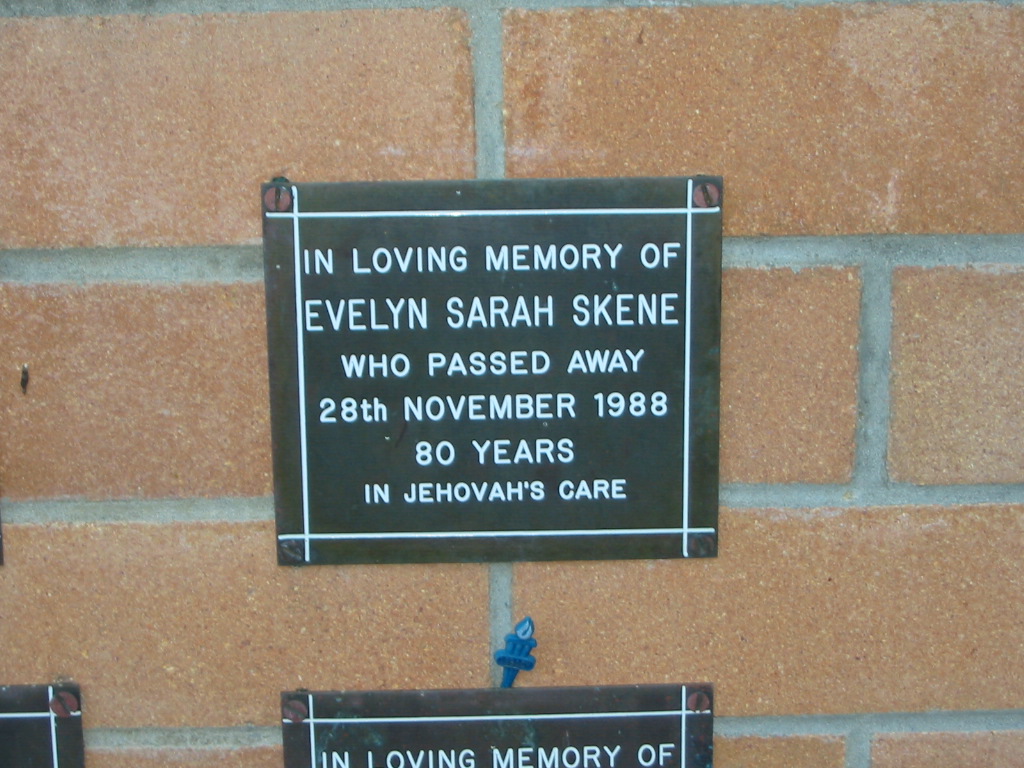 IN LOVING MEMORY OF
EVELYN SARAH SKENE
WHO PASSED AWAY
28th NOVEMBER 1988
80 YEARS
IN JEHOVAH'S CARE
IN LOVING MEMORY OF